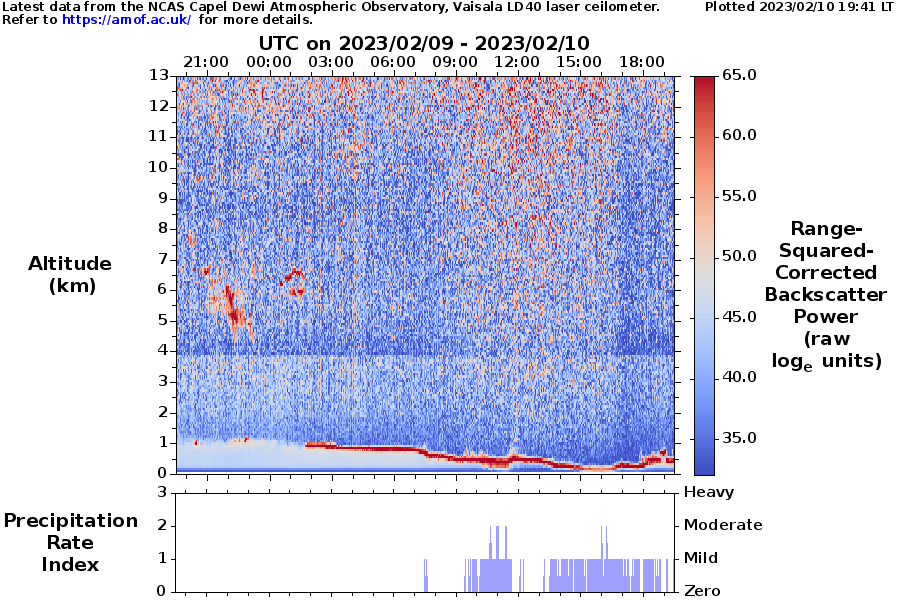 Latest data from the NCAS Capel Dewi Atmospheric Observatory, Vaisala LD40 laser ceilometer. Plotted 2023/02/10 19:41 LT
Refer to https://amof.ac.uk/ for more details.
UTC on 2023/02/09 - 2023/02/10
21:00 00:00 03:00 06:00 09:00 12:00 15:00 18:00
13
12
11
10
9
8
7
6
5
4
3
2
1
0
Altitude
(km)
65.0
60.0
55.0
50.0
45.0
40.0
35.0
Range-
Squared-
Corrected
Backscatter
Power
(raw
logₑ units)
Precipitation
Rate
Index
3 Heavy
2 Moderate
1 Mild
0 Zero